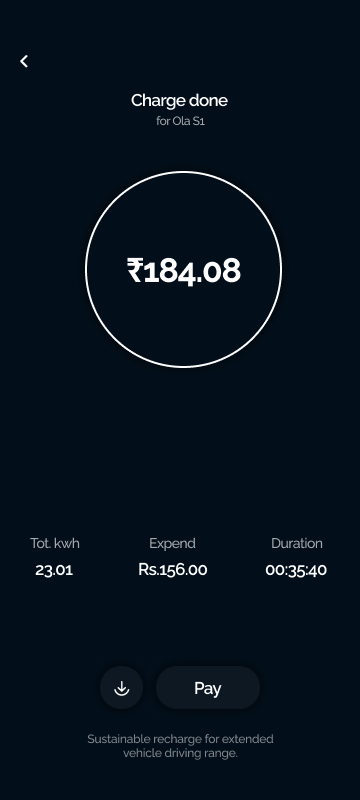 Charge done
for Ola S1
₹184.08
Tot. kwh Expend Duration
23.01 Rs.156.00 00:35:40
Pay
Sustainable recharge for extended
vehicle driving range.